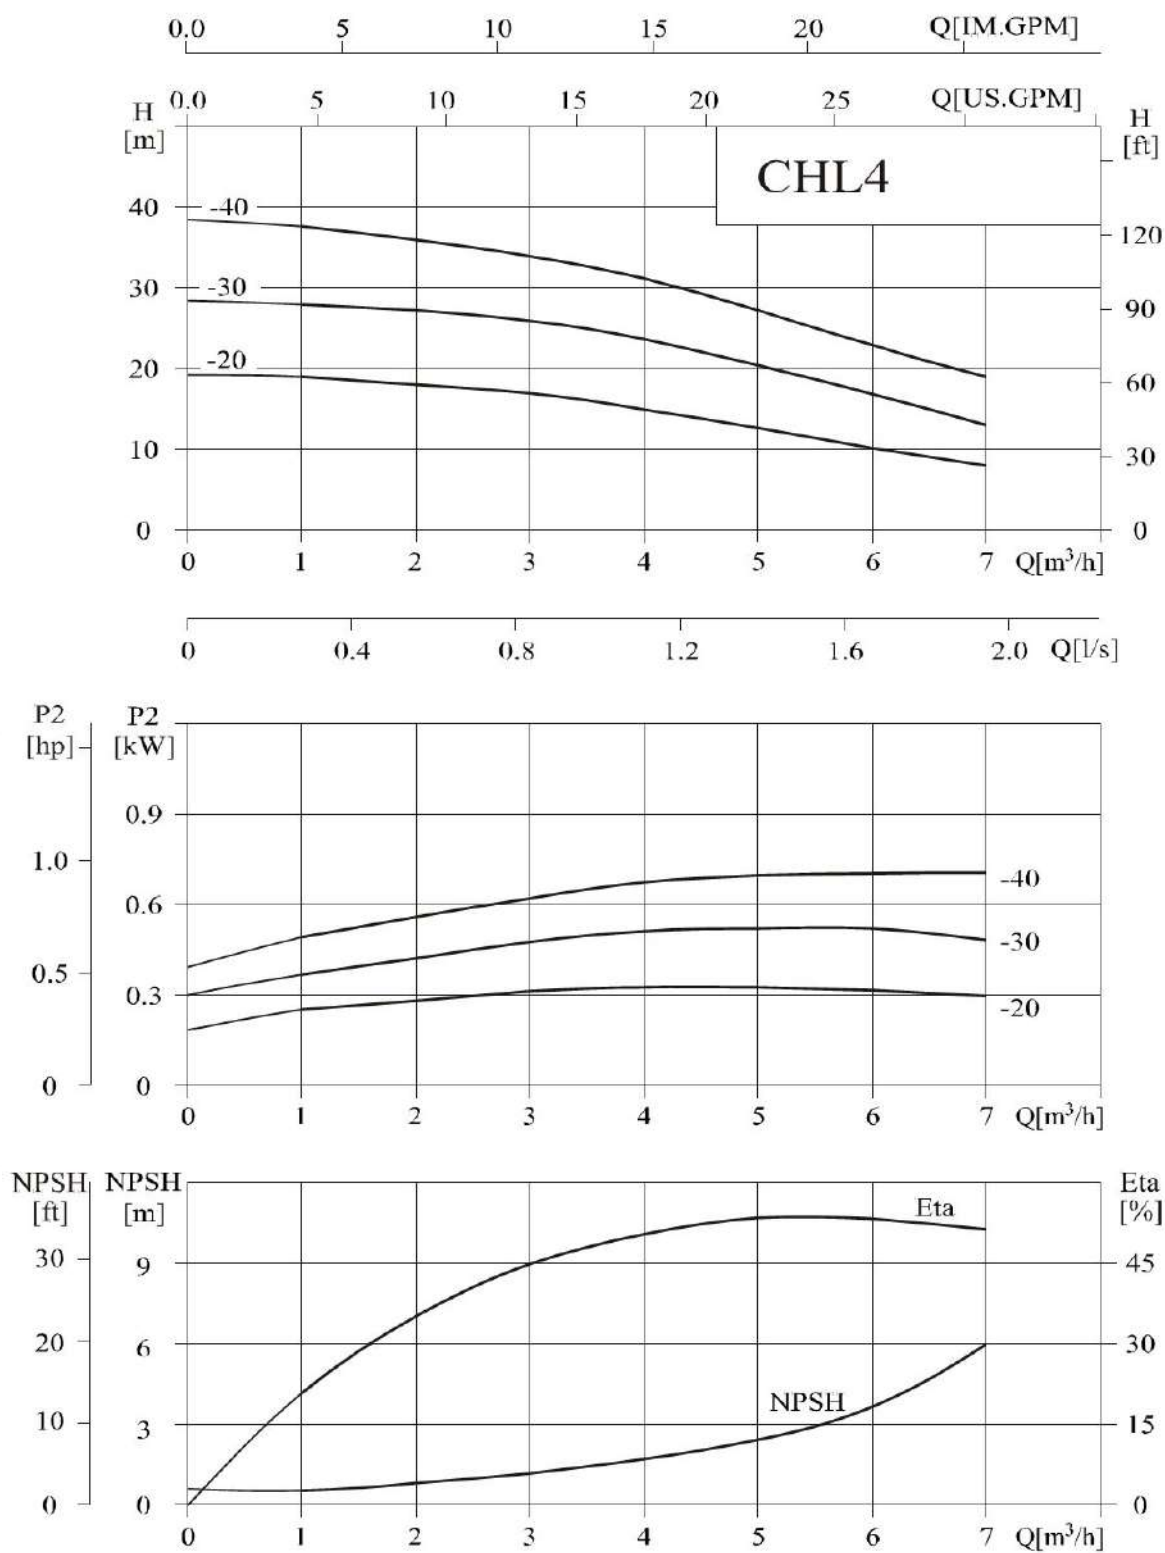 0.0 5 10 15 20 Q[IM.GPM]
0.0 5 10 15 20 25 Q[US.GPM]
H [m]
H [ft]
CHL4
40 -40
120
30 -30
90
20 -20
60
10
30
0
0
0 1 2 3 4 5 6 7 Q[m³/h]
0 0.4 0.8 1.2 1.6 2.0 Q[l/s]
P2 [hp]
P2 [kW]
0.9
1.0
-40
0.6
-30
0.5
0.3
-20
0 0
0 1 2 3 4 5 6 7 Q[m³/h]
NPSH [ft]
NPSH [m]
Eta [%]
Eta
30 9 45
20 6 30
NPSH
10 3 15
0 0 0
0 1 2 3 4 5 6 7 Q[m³/h]